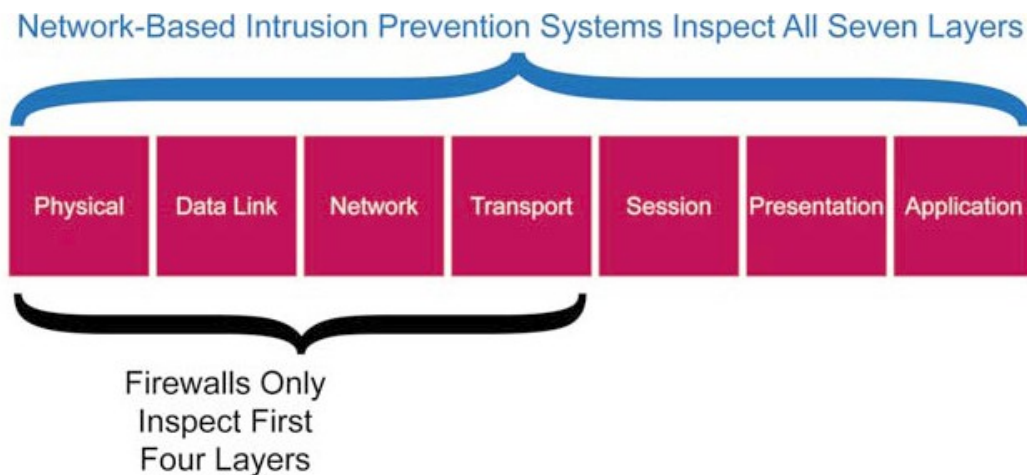 Network-Based Intrusion Prevention Systems Inspect All Seven Layers
Physical
Data Link
Network
Transport
Session
Presentation
Application
Firewalls Only
Inspect First
Four Layers